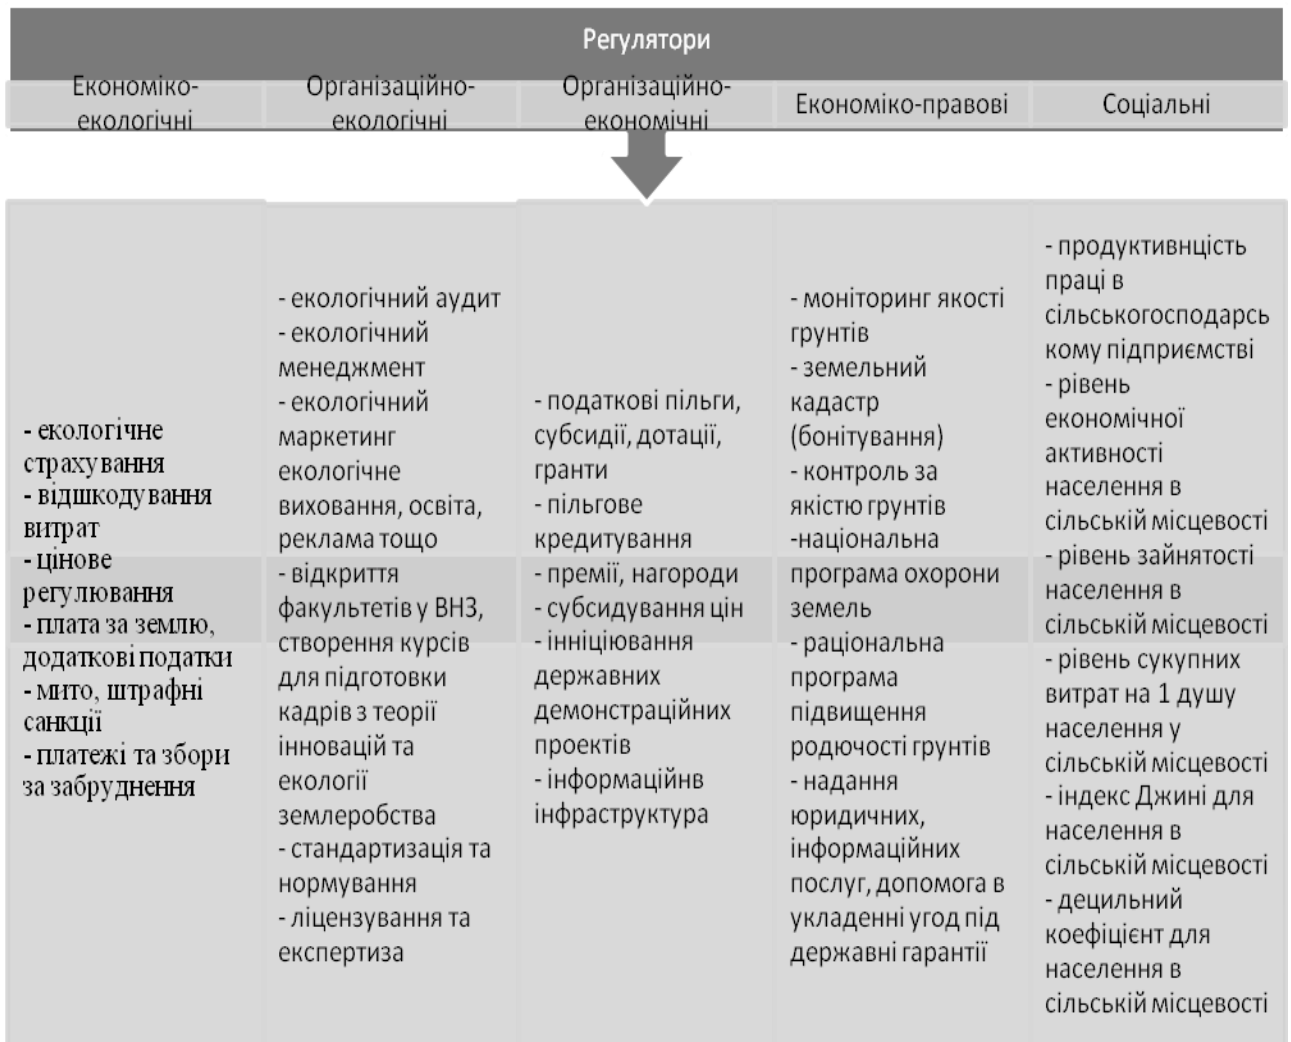 Регулятори
Економіко-
екологічні
Організаційно-
екологічні
Організаційно-
економічні
Економіко-правові
Соціальні
- екологічне
страхування
- відшкодування
витрат
- цінове
регулювання
- плата за землю,
додаткові податки
- мито, штрафні
санкції
- платежі та збори
за забруднення
- екологічний аудит
- екологічний
менеджмент
- екологічний
маркетинг
екологічне
виховання, освіта,
реклама тощо
- відкриття
факультетів у ВНЗ,
створення курсів
для підготовки
кадрів з теорії
інновацій та
екології
землеробства
- стандартизація та
нормування
- ліцензування та
експертиза
- податкові пільги,
субсидії, дотації,
гранти
- пільгове
кредитування
- премії, нагороди
- субсидування цін
- інніціювання
державних
демонстраційних
проектів
- інформаційнв
інфраструктура
- моніторинг якості
грунтів
- земельний
кадастр
(бонітування)
- контроль за
якістю грунтів
-національна
програма охорони
земель
- раціональна
програма
підвищення
родючості грунтів
- надання
юридичних,
інформаційних
послуг, допомога в
укладенні угод під
державні гарантії
- продуктивнцість
праці в
сільськогосподарсь
кому підприємстві
- рівень
економічної
активності
населення в
сільській місцевості
- рівень зайнятості
населення в
сільській місцевості
- рівень сукупних
витрат на 1 душу
населення у
сільській місцевості
- індекс Джині для
населення в
сільській місцевості
- децильний
коефіцієнт для
населення в
сільській місцевості